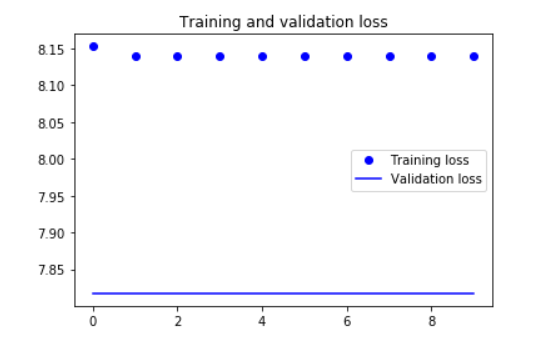 Training and validation loss
8.15
8.10
8.05
8.00
7.95
7.90
7.85
Training loss
Validation loss
0 2 4 6 8